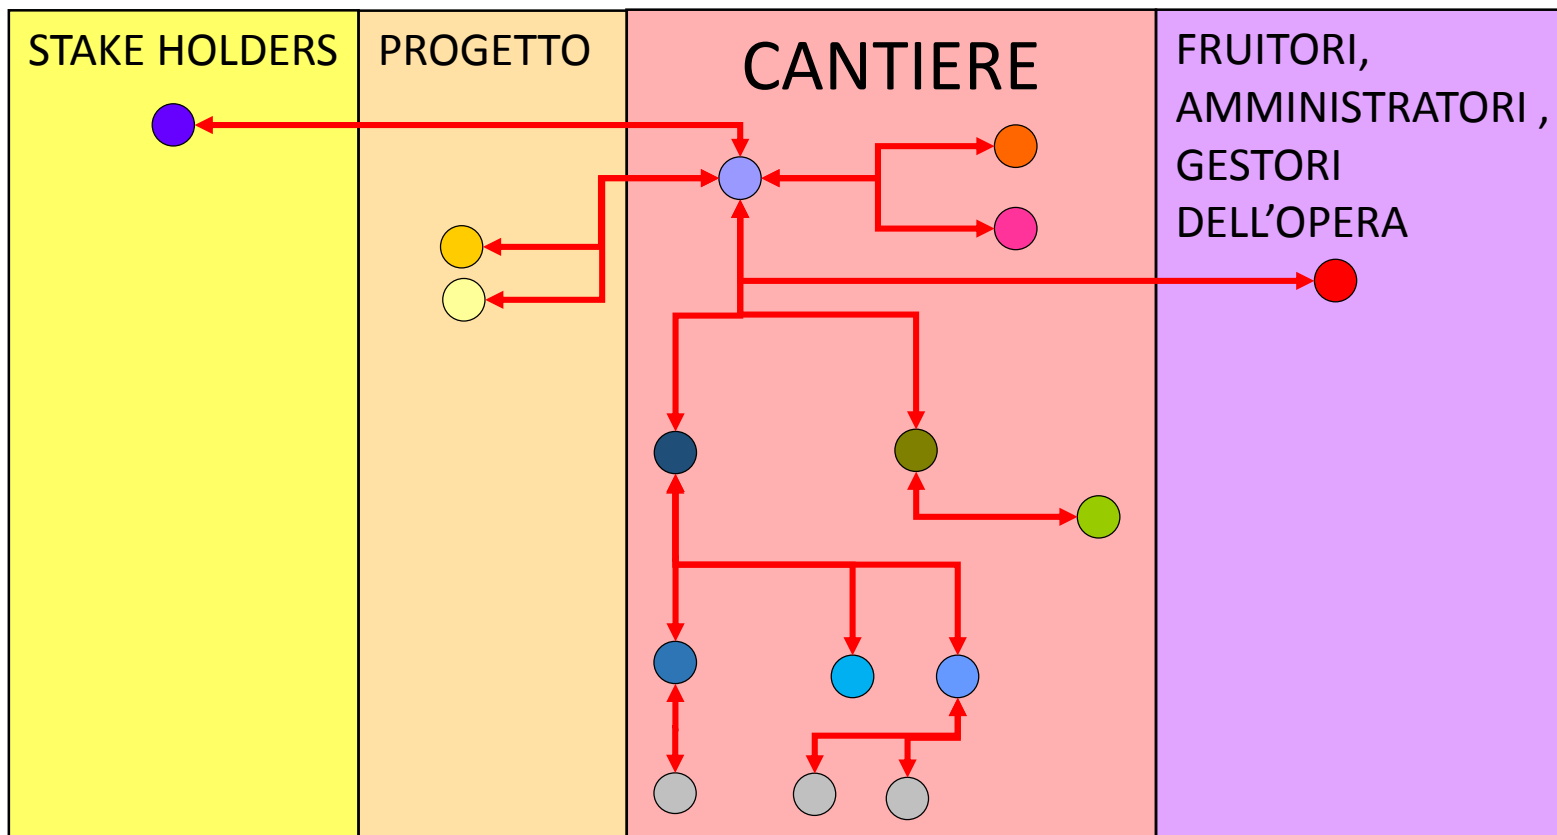 STAKE HOLDERS
PROGETTO
CANTIERE
FRUITORI,
AMMINISTRATORI ,
GESTORI
DELL’OPERA